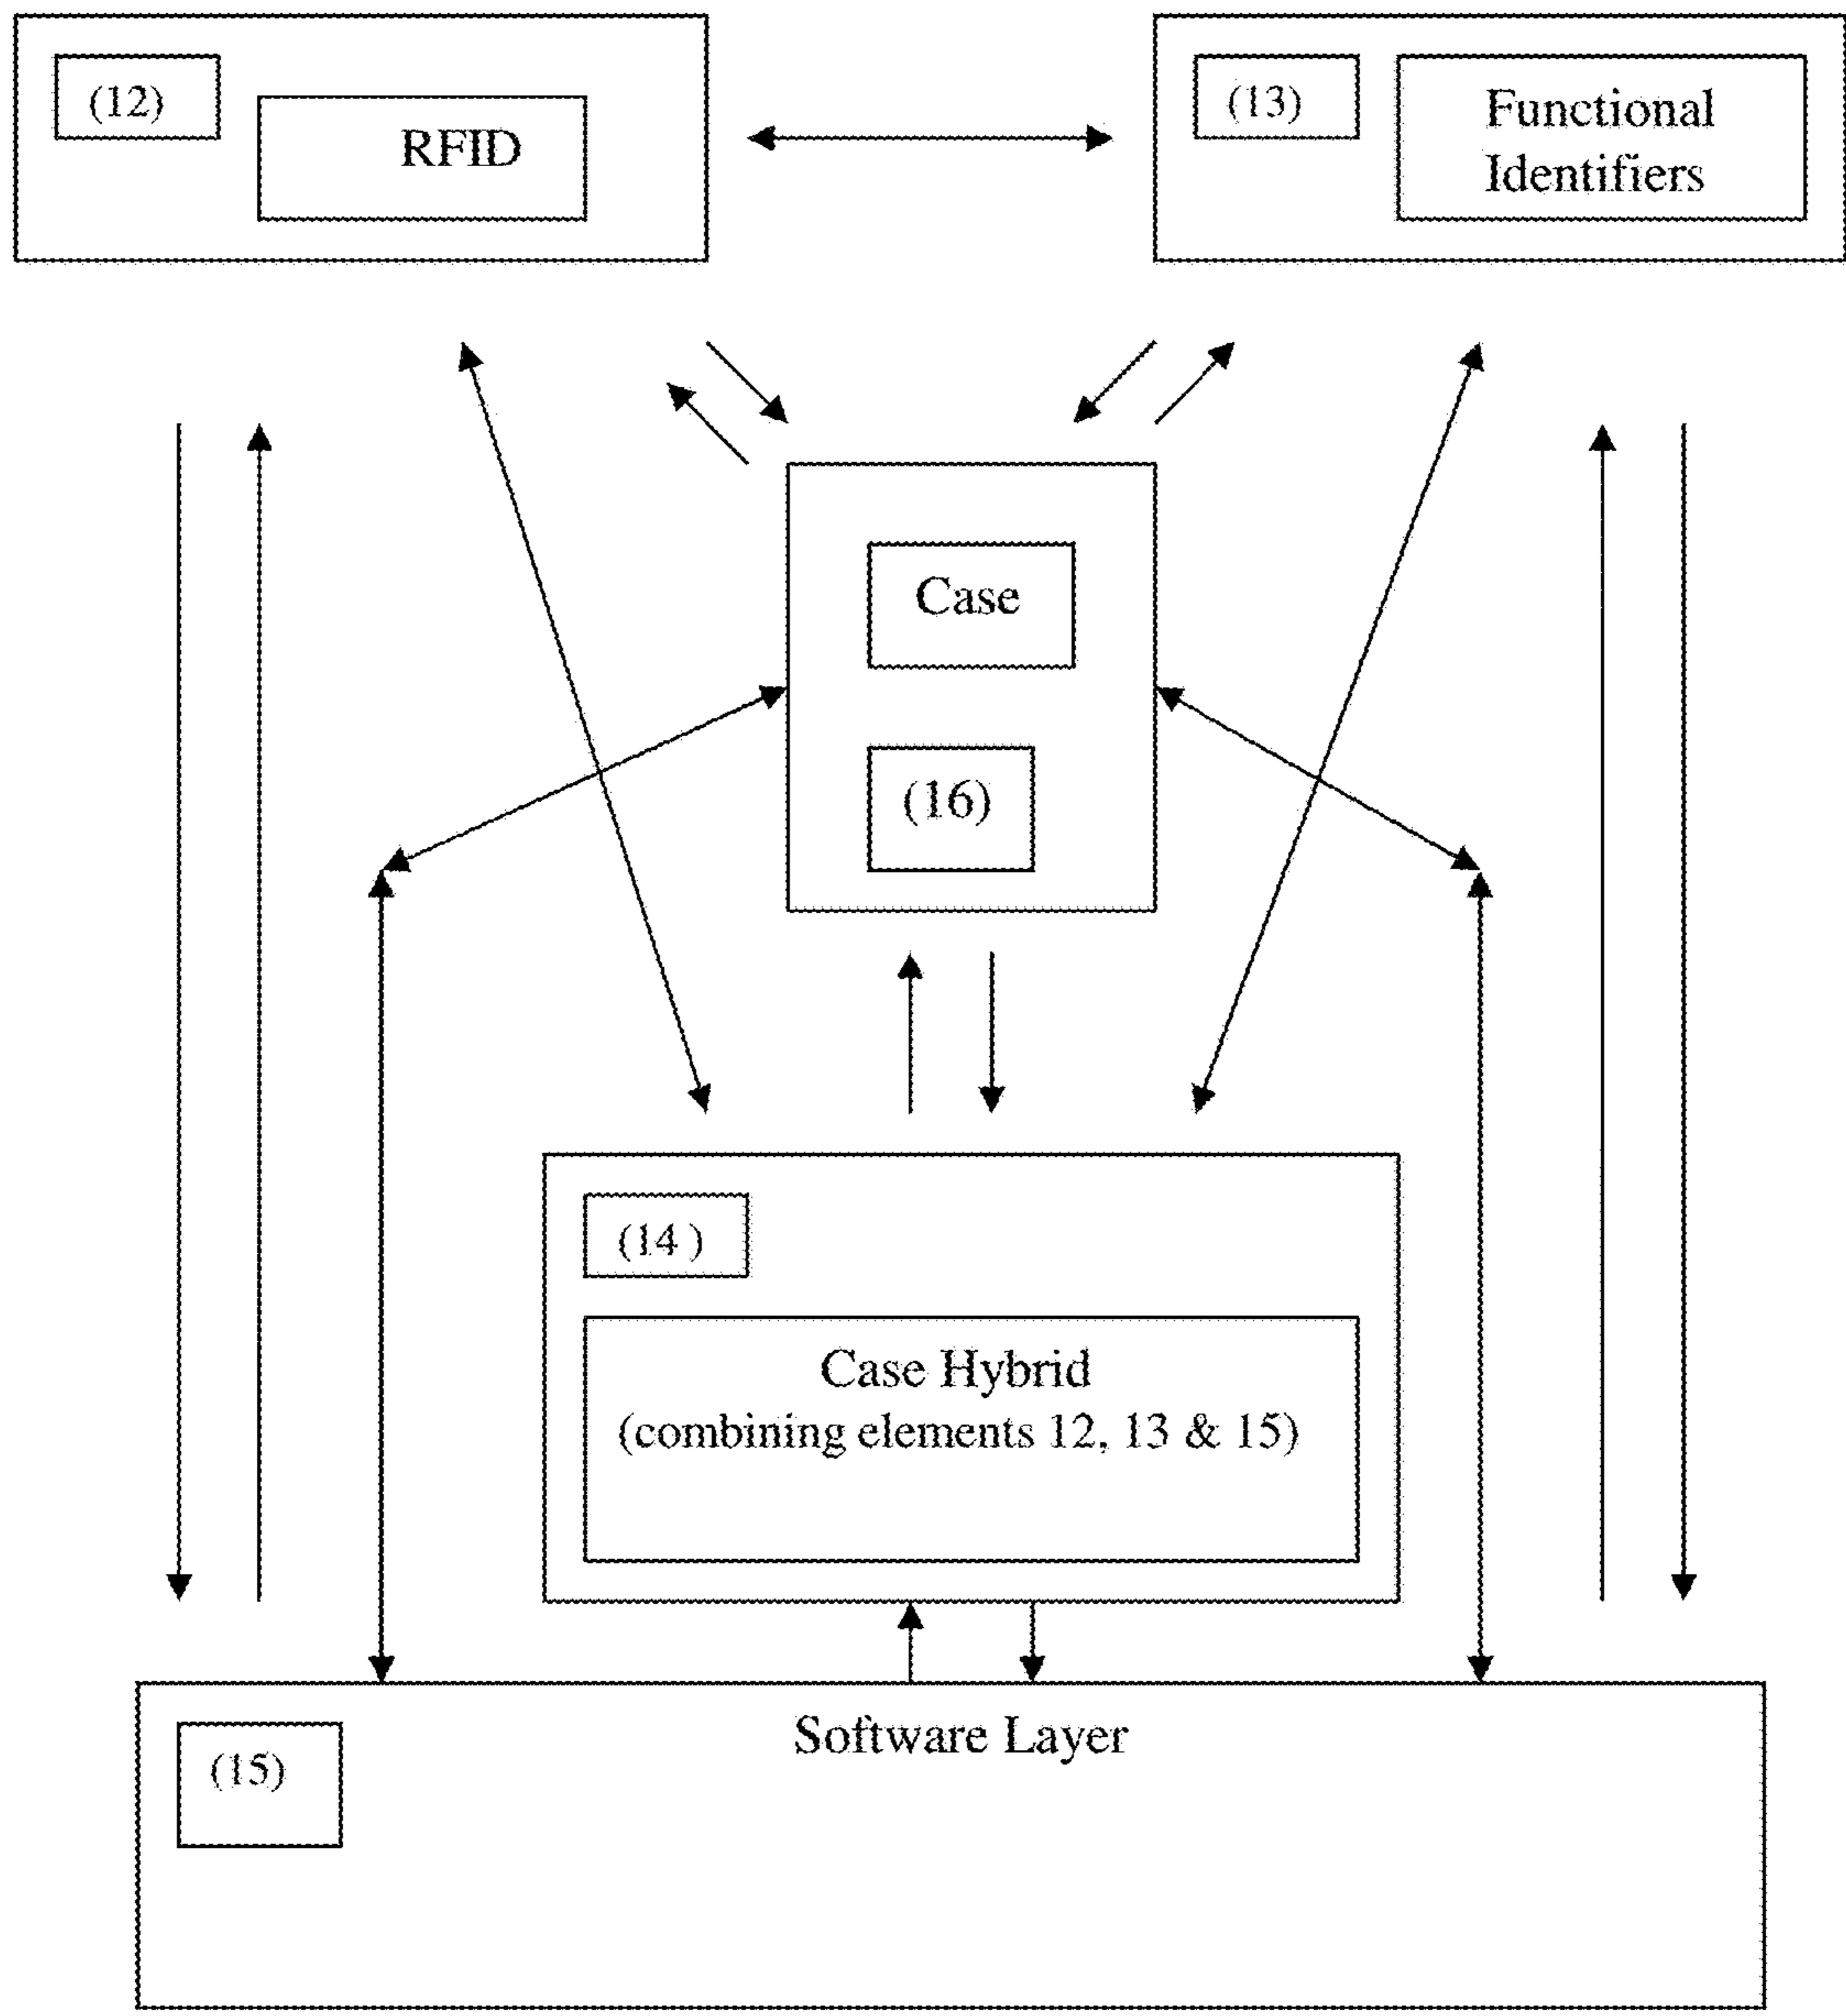 (12)
RFID
(13)
Functional
Identifiers
Case
(16)
(14 )
Case Hybrid
(combining elements 12, 13 & 15)
Software Layer
(15)